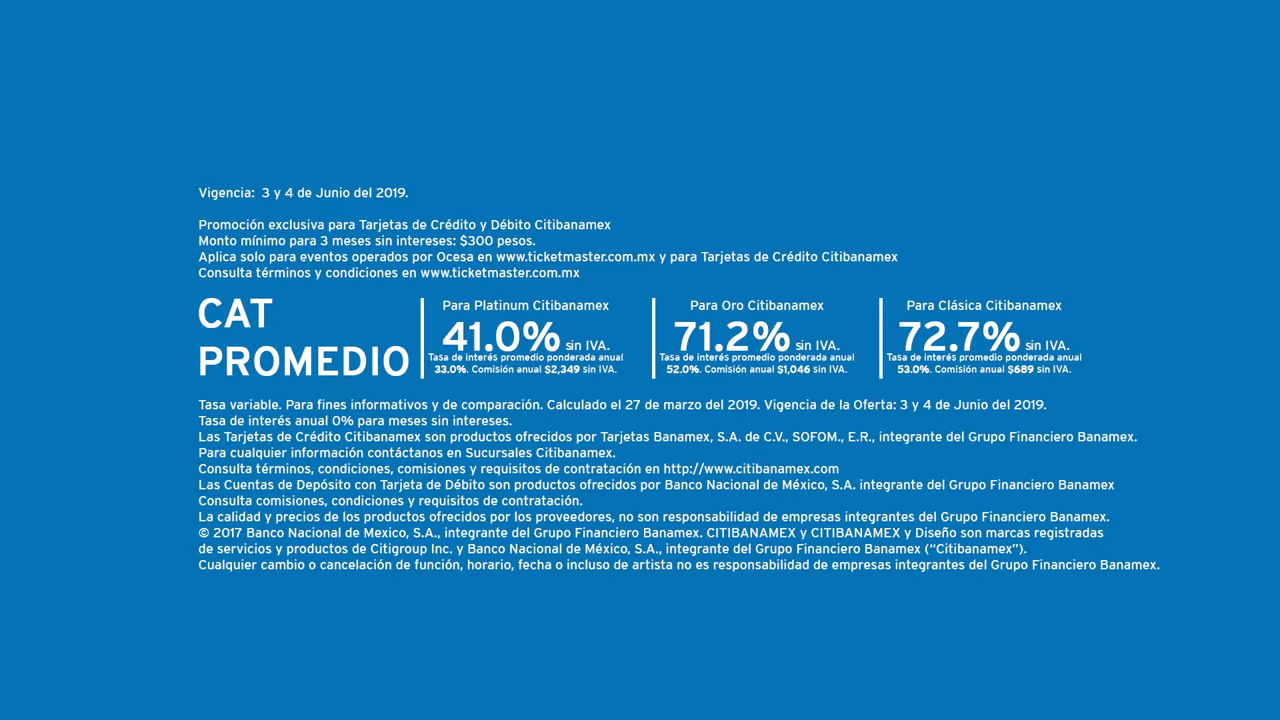 Vigencia:  3 y 4 de Junio del 2019.
Promoción exclusiva para Tarjetas de Crédito y Débito Citibanamex
Monto mínimo para 3 meses sin intereses: $300 pesos.
Aplica solo para eventos operados por Ocesa en www.ticketmaster.com.mx y para Tarjetas de Crédito Citibanamex
Consulta términos y condiciones en www.ticketmaster.com.mx
CAT
PROMEDIO
Para Platinum Citibanamex
41.0% sin IVA.
Tasa de interés promedio ponderada anual
33.0%. Comisión anual $2,349 sin IVA.
Para Oro Citibanamex
71.2% sin IVA.
Tasa de interés promedio ponderada anual
52.0%. Comisión anual $1,046 sin IVA.
Para Clásica Citibanamex
72.7% sin IVA.
Tasa de interés promedio ponderada anual
53.0%. Comisión anual $689 sin IVA.
Tasa variable. Para fines informativos y de comparación. Calculado el 27 de marzo del 2019. Vigencia de la Oferta: 3 y 4 de Junio del 2019.
Tasa de interés anual 0% para meses sin intereses.
Las Tarjetas de Crédito Citibanamex son productos ofrecidos por Tarjetas Banamex, S.A. de C.V., SOFOM., E.R., integrante del Grupo Financiero Banamex.
Para cualquier información contáctanos en Sucursales Citibanamex.
Consulta términos, condiciones, comisiones y requisitos de contratación en http://www.citibanamex.com
Las Cuentas de Depósito con Tarjeta de Débito son productos ofrecidos por Banco Nacional de México, S.A. integrante del Grupo Financiero Banamex
Consulta comisiones, condiciones y requisitos de contratación.
La calidad y precios de los productos ofrecidos por los proveedores, no son responsabilidad de empresas integrantes del Grupo Financiero Banamex.
© 2017 Banco Nacional de Mexico, S.A., integrante del Grupo Financiero Banamex. CITIBANAMEX y CITIBANAMEX y Diseño son marcas registradas
de servicios y productos de Citigroup Inc. y Banco Nacional de México, S.A., integrante del Grupo Financiero Banamex (“Citibanamex”).
Cualquier cambio o cancelación de función, horario, fecha o incluso de artista no es responsabilidad de empresas integrantes del Grupo Financiero Banamex.